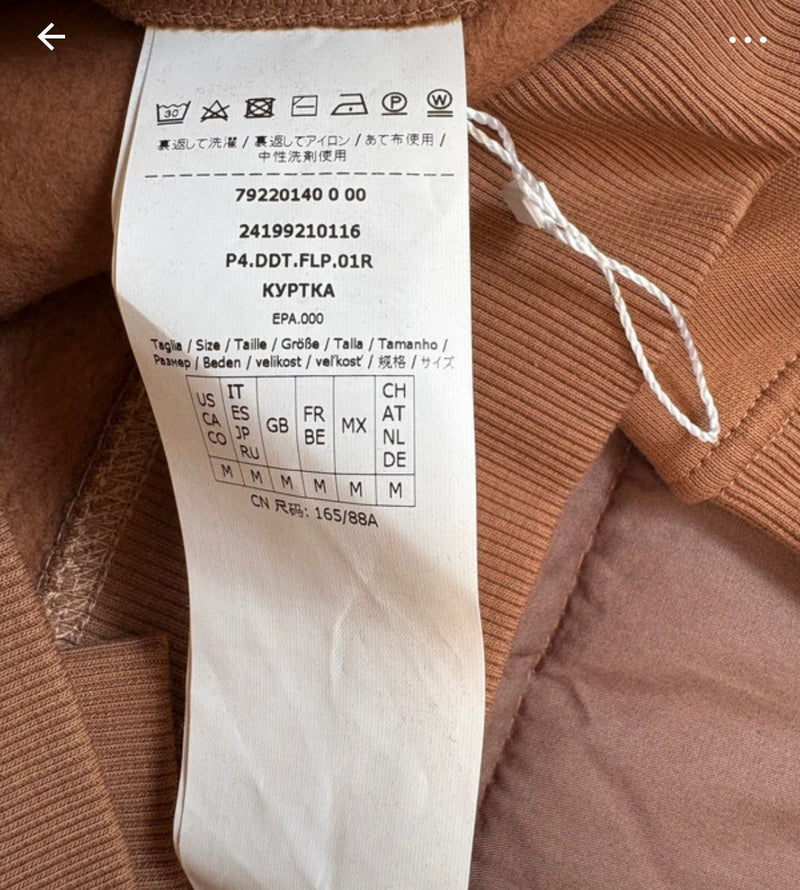 30 P W
裏返して洗濯 / 裏返してアイロン / あて布使用 /
中性洗剤使用
79220140 0 00
24199210116
P4.DDT.FLP.01R
КУРТКА
EPA.000
Taglia / Size / Taille / Größe / Talla / Tamanho /
Размер / Beden / velikost / veľkosť / 规格 / サイズ
US CA CO IT ES JP RU GB FR BE MX CH AT NL DE
M M M M M M
CN 尺码: 165/88A